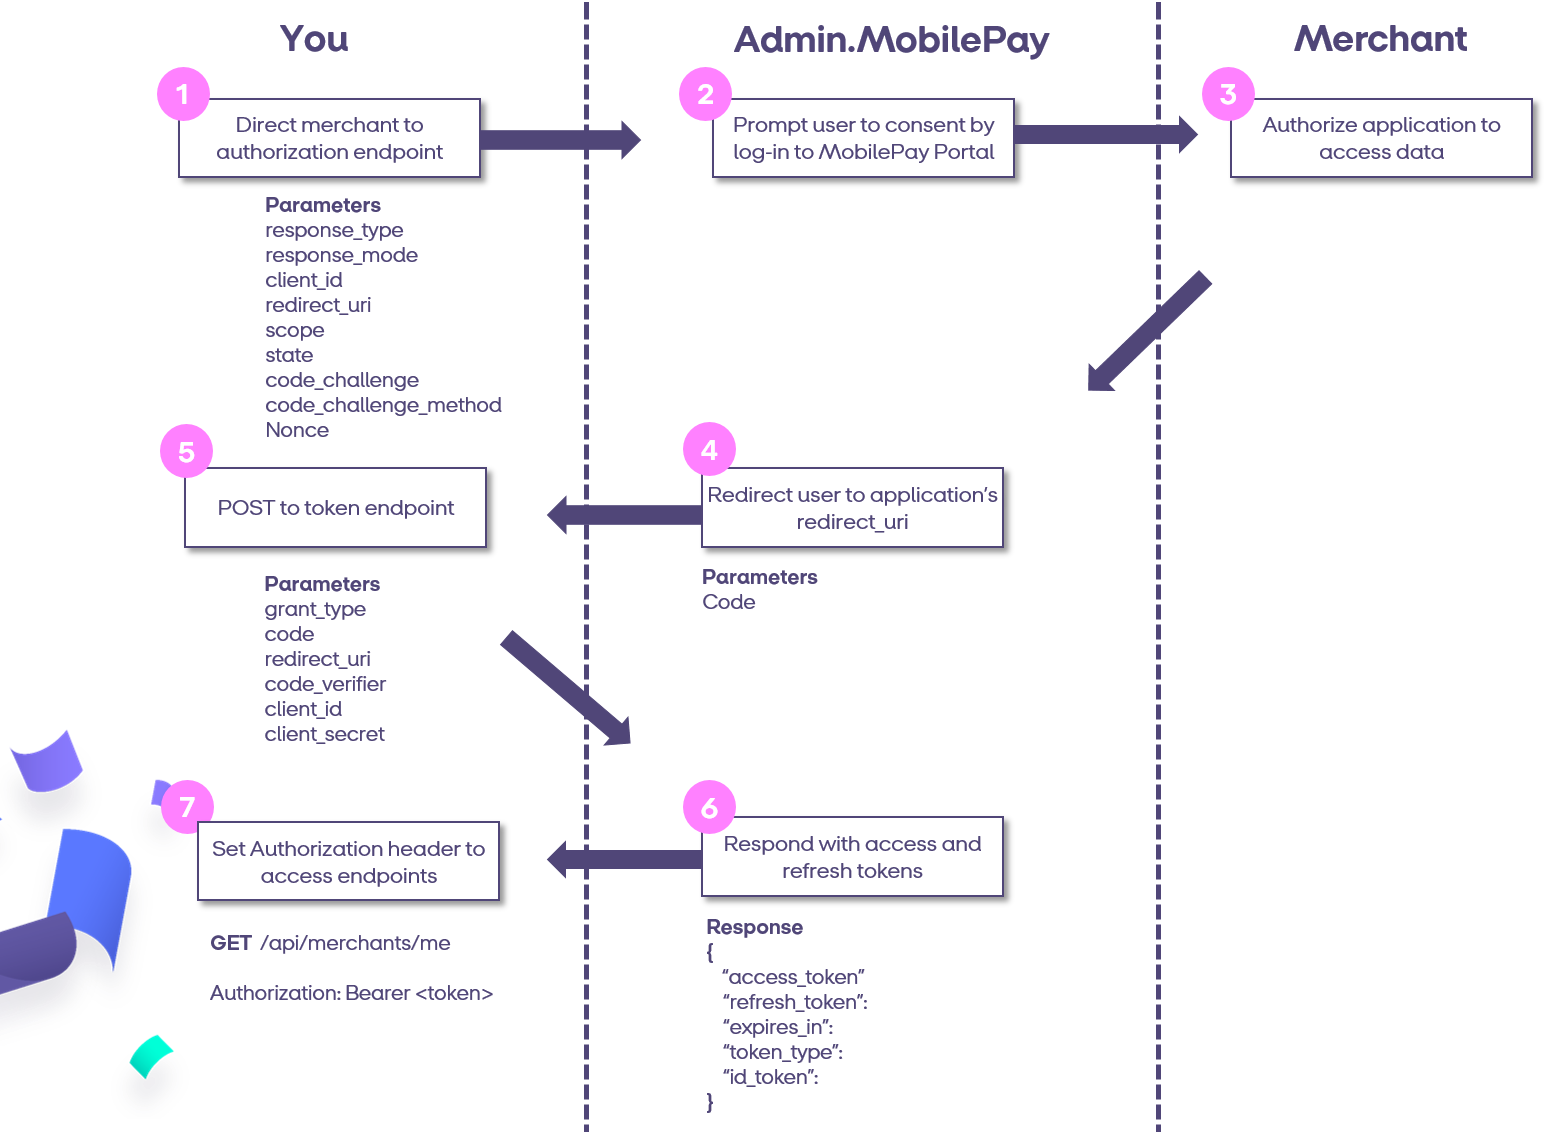 You
Admin.MobilePay
Merchant
1
Direct merchant to
authorization endpoint
2
Prompt user to consent by
log-in to MobilePay Portal
3
Authorize application to
access data
Parameters
response_type
response_mode
client_id
redirect_uri
scope
state
code_challenge
code_challenge_method
Nonce
4
Redirect user to application’s
redirect_uri
Parameters
Code
5
POST to token endpoint
Parameters
grant_type
code
redirect_uri
code_verifier
client_id
client_secret
6
Respond with access and
refresh tokens
Response
{
“access_token”
“refresh_token”:
“expires_in”:
“token_type”:
“id_token”:
}
7
Set Authorization header to
access endpoints
GET /api/merchants/me
Authorization: Bearer <token>